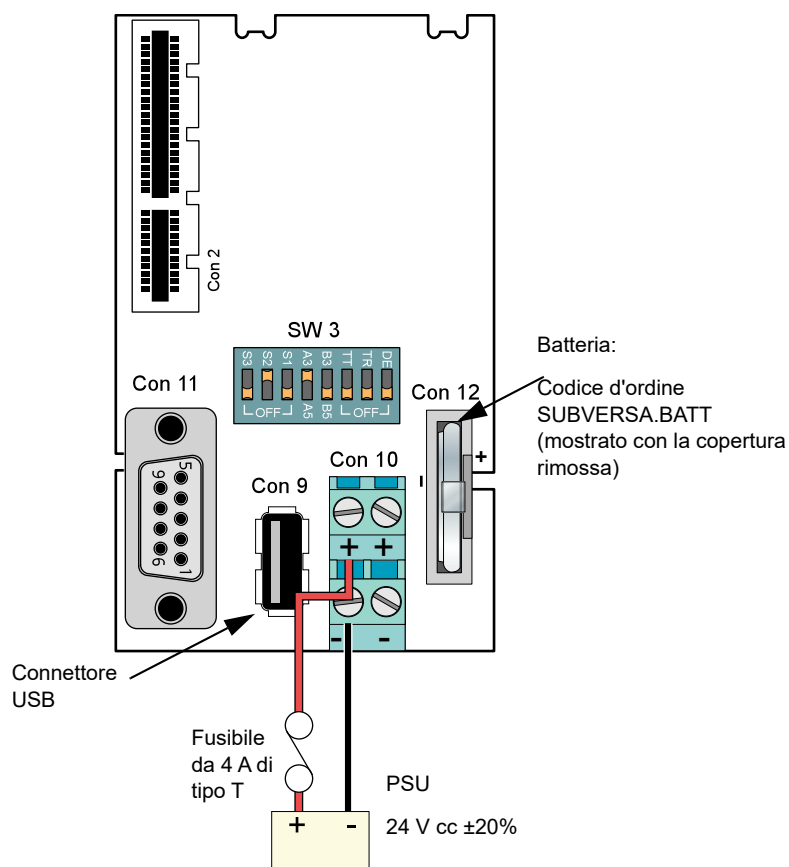 Con 2
SW 3
S3 S2 S1 A3 B3 TT TR DE
OFF A5 B5 OFF
Batteria:
Codice d'ordine
SUBVERSA.BATT
(mostrato con la copertura
rimossa)
Con 11
Con 12
Con 10
Con 9
5
9
6
1
- +
+ +
- -
Connettore
USB
Fusibile
da 4 A di
tipo T
PSU
24 V cc ±20%
+ -